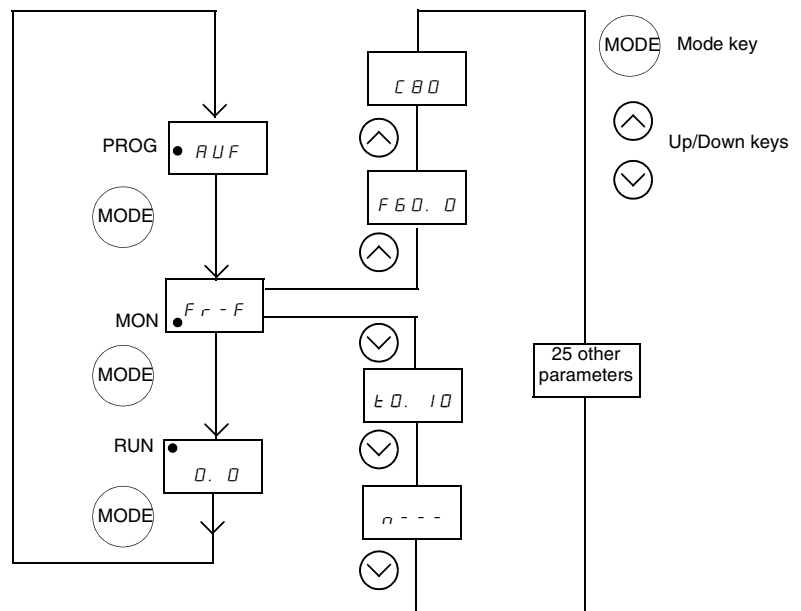 MODE Mode key
C80
PROG AUF
Up/Down keys
F60.0
MODE
MON Fr-F
25 other
parameters
MODE
t0.10
RUN 0.0
MODE
n---